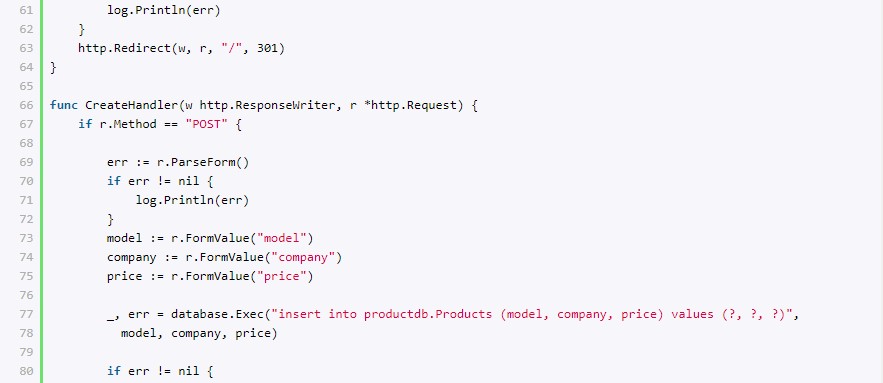 61 log.Println(err)
62 }
63 http.Redirect(w, r, "/", 301)
64 }
65
66 func CreateHandler(w http.ResponseWriter, r *http.Request) {
67 if r.Method == "POST" {
68
69 err := r.ParseForm()
70 if err != nil {
71 log.Println(err)
72 }
73 model := r.FormValue("model")
74 company := r.FormValue("company")
75 price := r.FormValue("price")
76
77 _, err = database.Exec("insert into productdb.Products (model, company, price) values (?, ?, ?)",
78 model, company, price)
79
80 if err != nil {